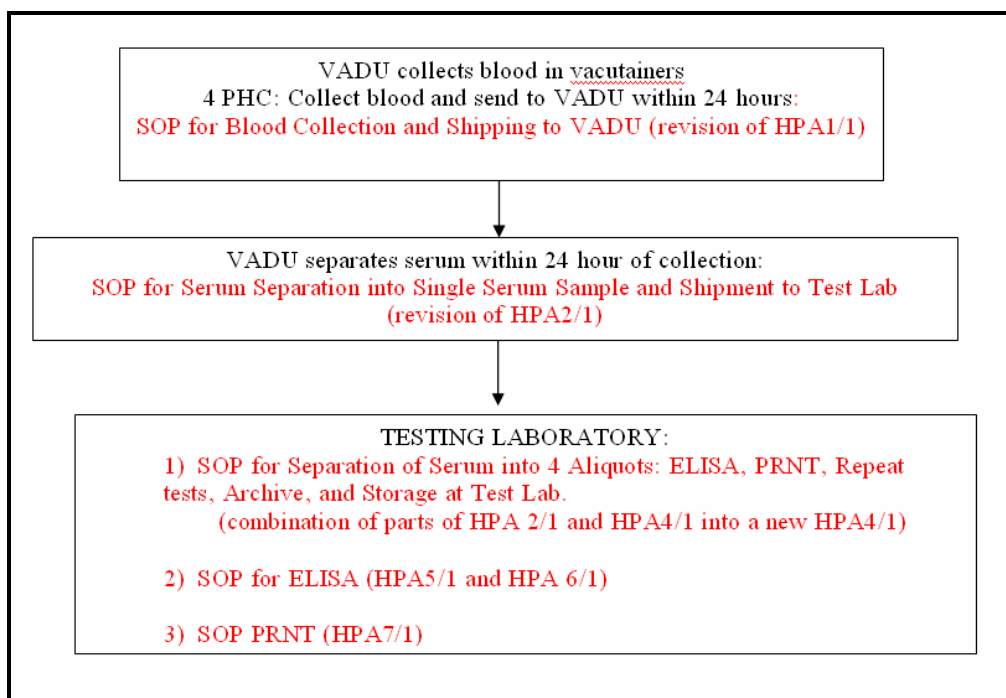 VADU collects blood in vacutainers
4 PHC: Collect blood and send to VADU within 24 hours:
SOP for Blood Collection and Shipping to VADU (revision of HPA1/1)
VADU separates serum within 24 hour of collection:
SOP for Serum Separation into Single Serum Sample and Shipment to Test Lab
(revision of HPA2/1)
TESTING LABORATORY:
1) SOP for Separation of Serum into 4 Aliquots: ELISA, PRNT, Repeat
tests, Archive, and Storage at Test Lab.
(combination of parts of HPA 2/1 and HPA4/1 into a new HPA4/1)
2) SOP for ELISA (HPA5/1 and HPA 6/1)
3) SOP PRNT (HPA7/1)